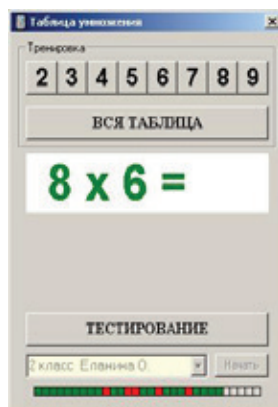 Таблица умножения
Тренировка
2 3 4 5 6 7 8 9
ВСЯ ТАБЛИЦА
8 x 6 =
ТЕСТИРОВАНИЕ
2 класс Еланина О.
Начать